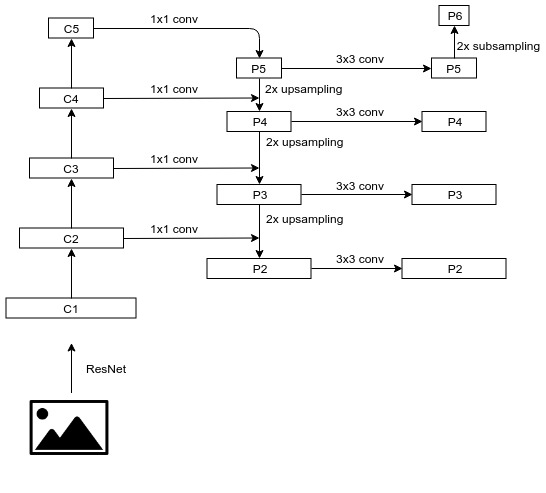 P6
C5
1x1 conv
2x subsampling
P5
3x3 conv
P5
2x upsampling
C4
1x1 conv
P4
3x3 conv
P4
2x upsampling
C3
1x1 conv
P3
3x3 conv
P3
2x upsampling
C2
1x1 conv
P2
3x3 conv
P2
C1
ResNet